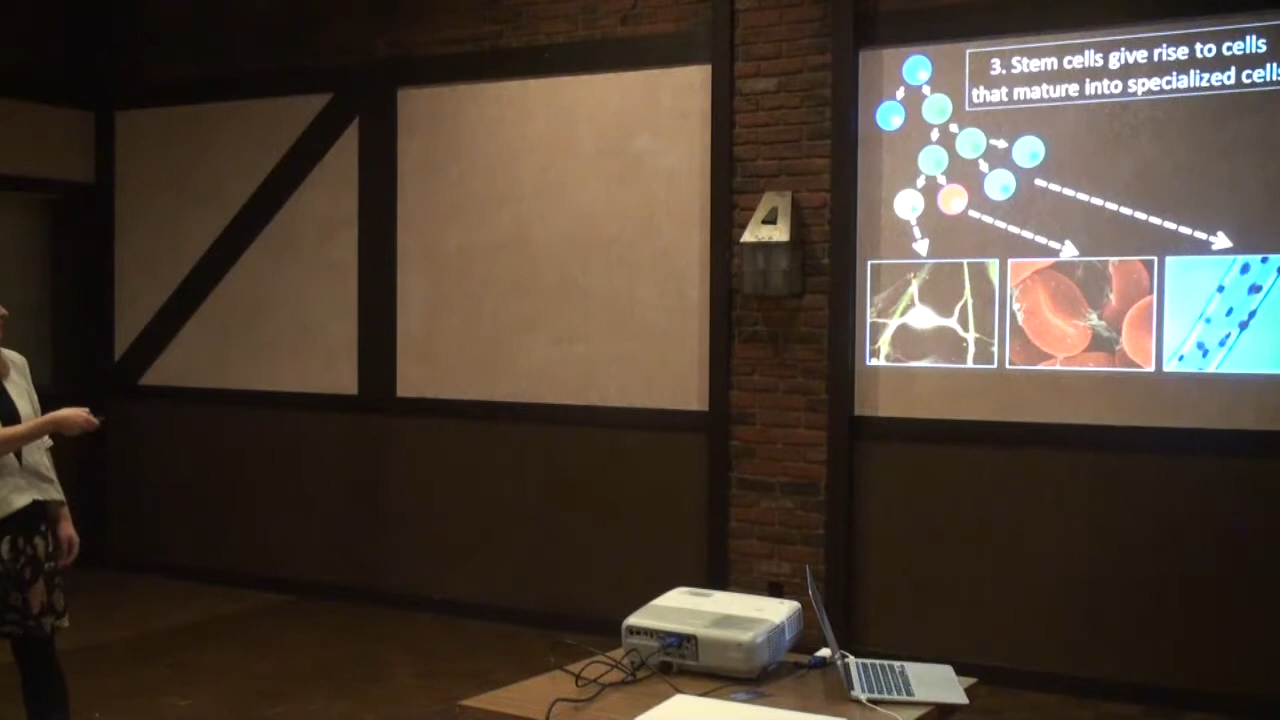 3. Stem cells give rise to cells
that mature into specialized cells